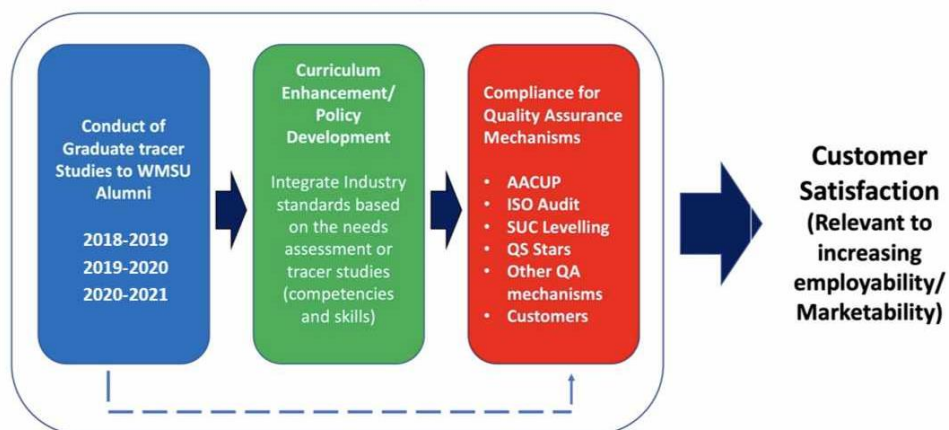 Conduct of
Graduate tracer
Studies to WMSU
Alumni
2018-2019
2019-2020
2020-2021
Curriculum
Enhancement/
Policy
Development
Integrate Industry
standards based
on the needs
assessment or
tracer studies
(competencies
and skills)
Compliance for
Quality Assurance
Mechanisms
• AACUP
• ISO Audit
• SUC Levelling
• QS Stars
• Other QA
mechanisms
• Customers
Customer
Satisfaction
(Relevant to
increasing
employability/
Marketability)